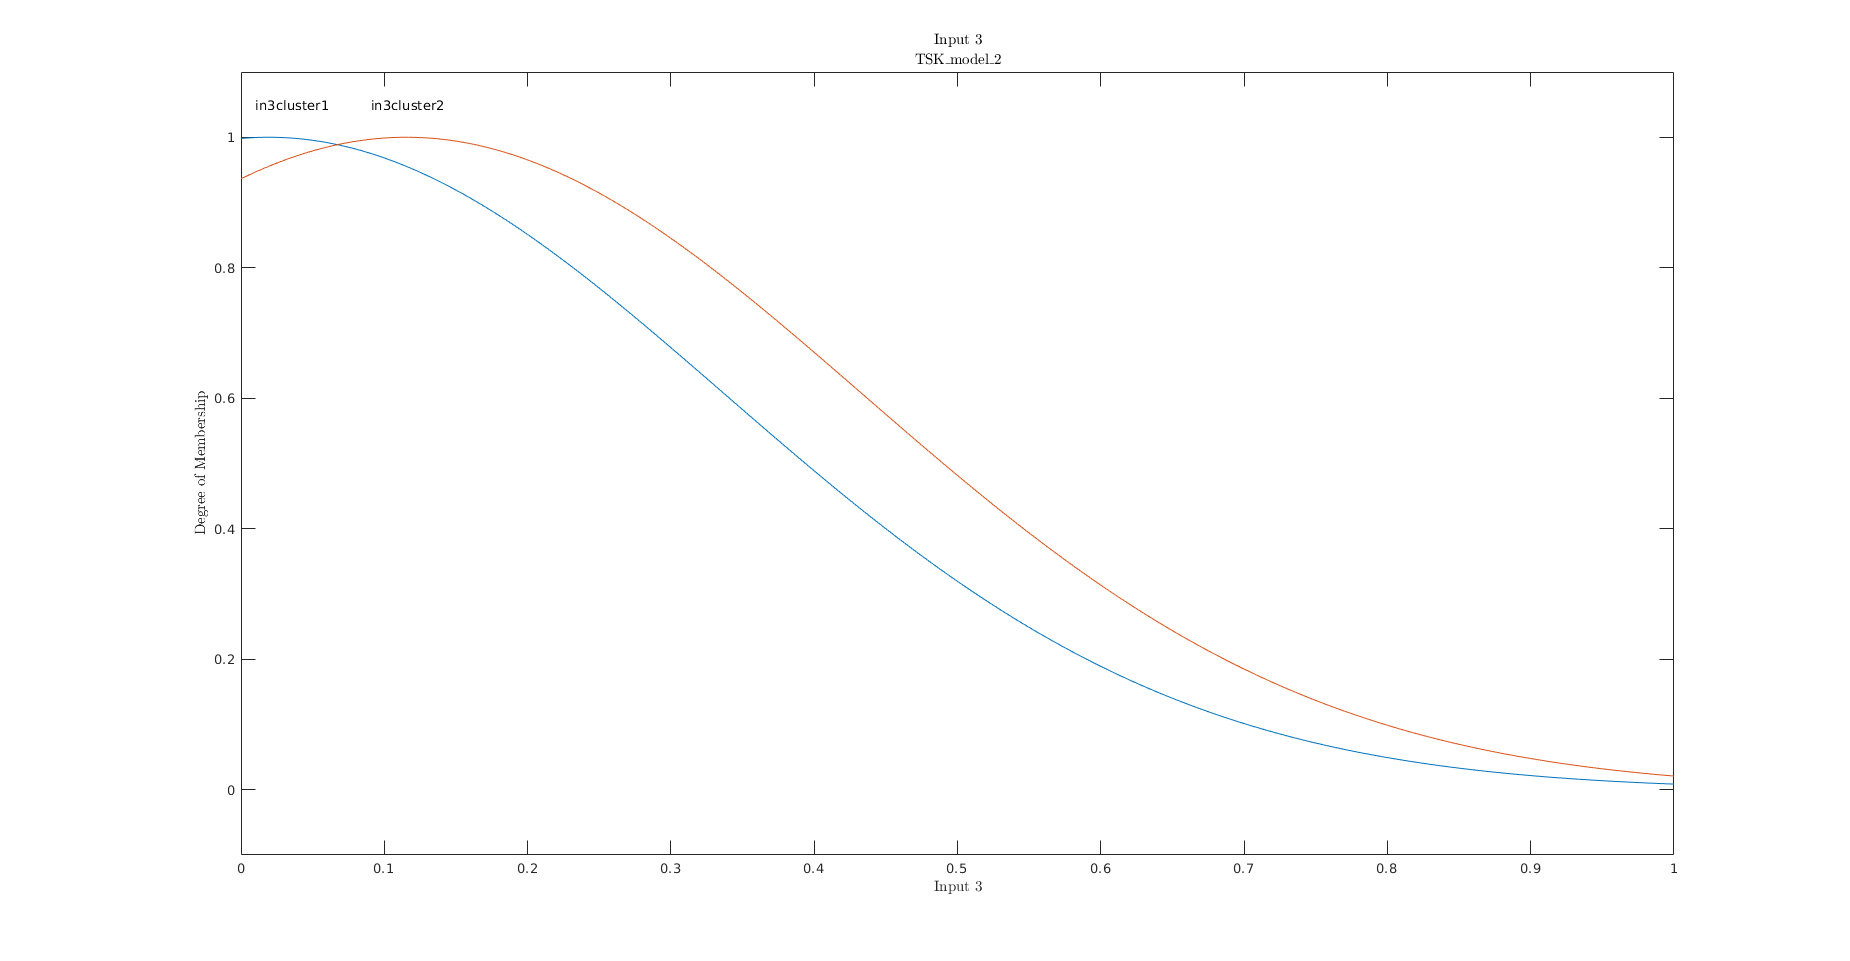 Input 3
TSK_model_2
in3cluster1 in3cluster2
1
0.8
0.6
0.4
0.2
0
Degree of Membership
0 0.1 0.2 0.3 0.4 0.5 0.6 0.7 0.8 0.9 1
Input 3